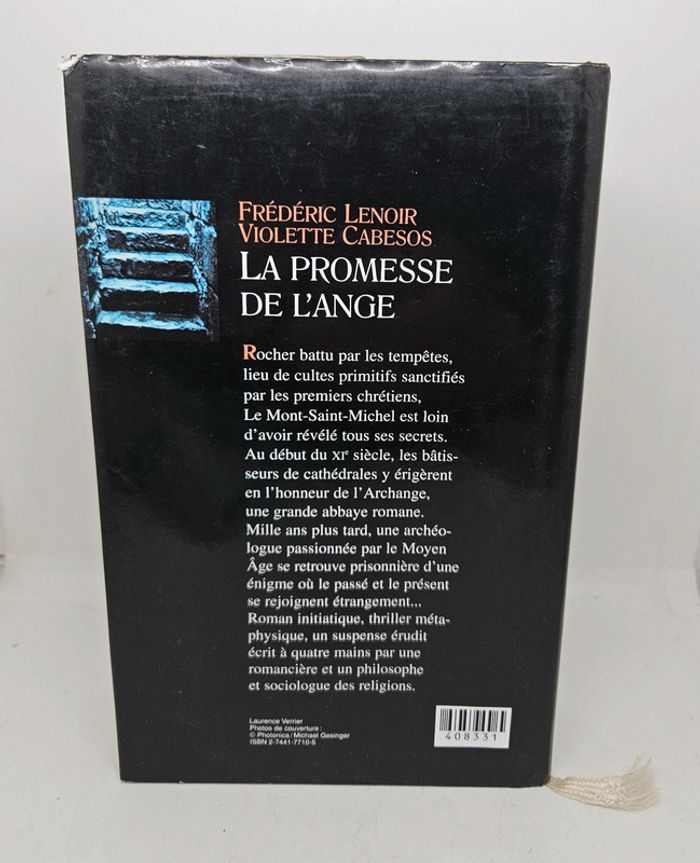 FRÉDÉRIC LENOIR
VIOLETTE CABESOS
LA PROMESSE
DE L'ANGE
Rocher battu par les tempêtes,
lieu de cultes primitifs sanctifiés
par les premiers chrétiens,
Le Mont-Saint-Michel est loin
d'avoir révélé tous ses secrets.
Au début du XIe siècle, les bâtis-
seurs de cathédrales y érigèrent
en l'honneur de l'Archange,
une grande abbaye romane.
Mille ans plus tard, une archéo-
logue passionnée par le Moyen
Âge se retrouve prisonnière d'une
énigme où le passé et le présent
se rejoignent étrangement...
Roman initiatique, thriller méta-
physique, un suspense érudit
écrit à quatre mains par une
romancière et un philosophe
et sociologue des religions.
Laurence Verrier
Photos de couverture :
© Photonica / Michael Gesinger
ISBN 2-7441-7710-5
408331